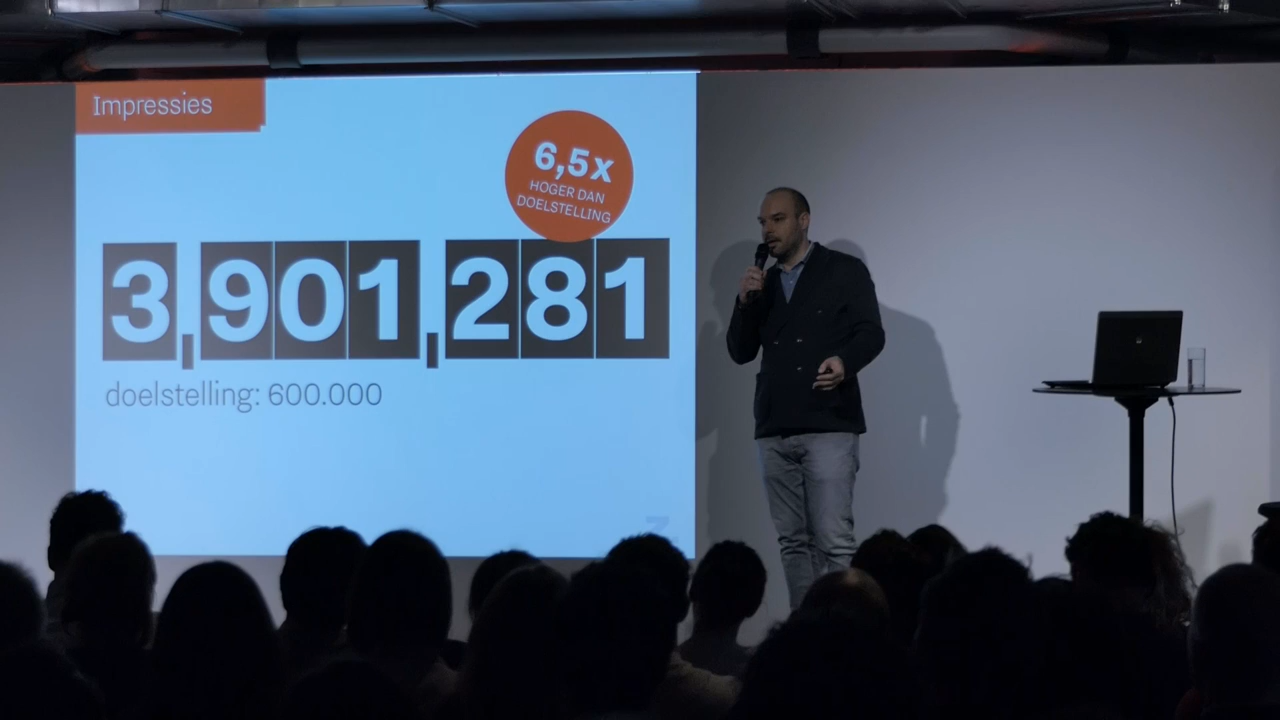 Impressies
6,5x
HOGER DAN
DOELSTELLING
3,901,281
doelstelling: 600.000